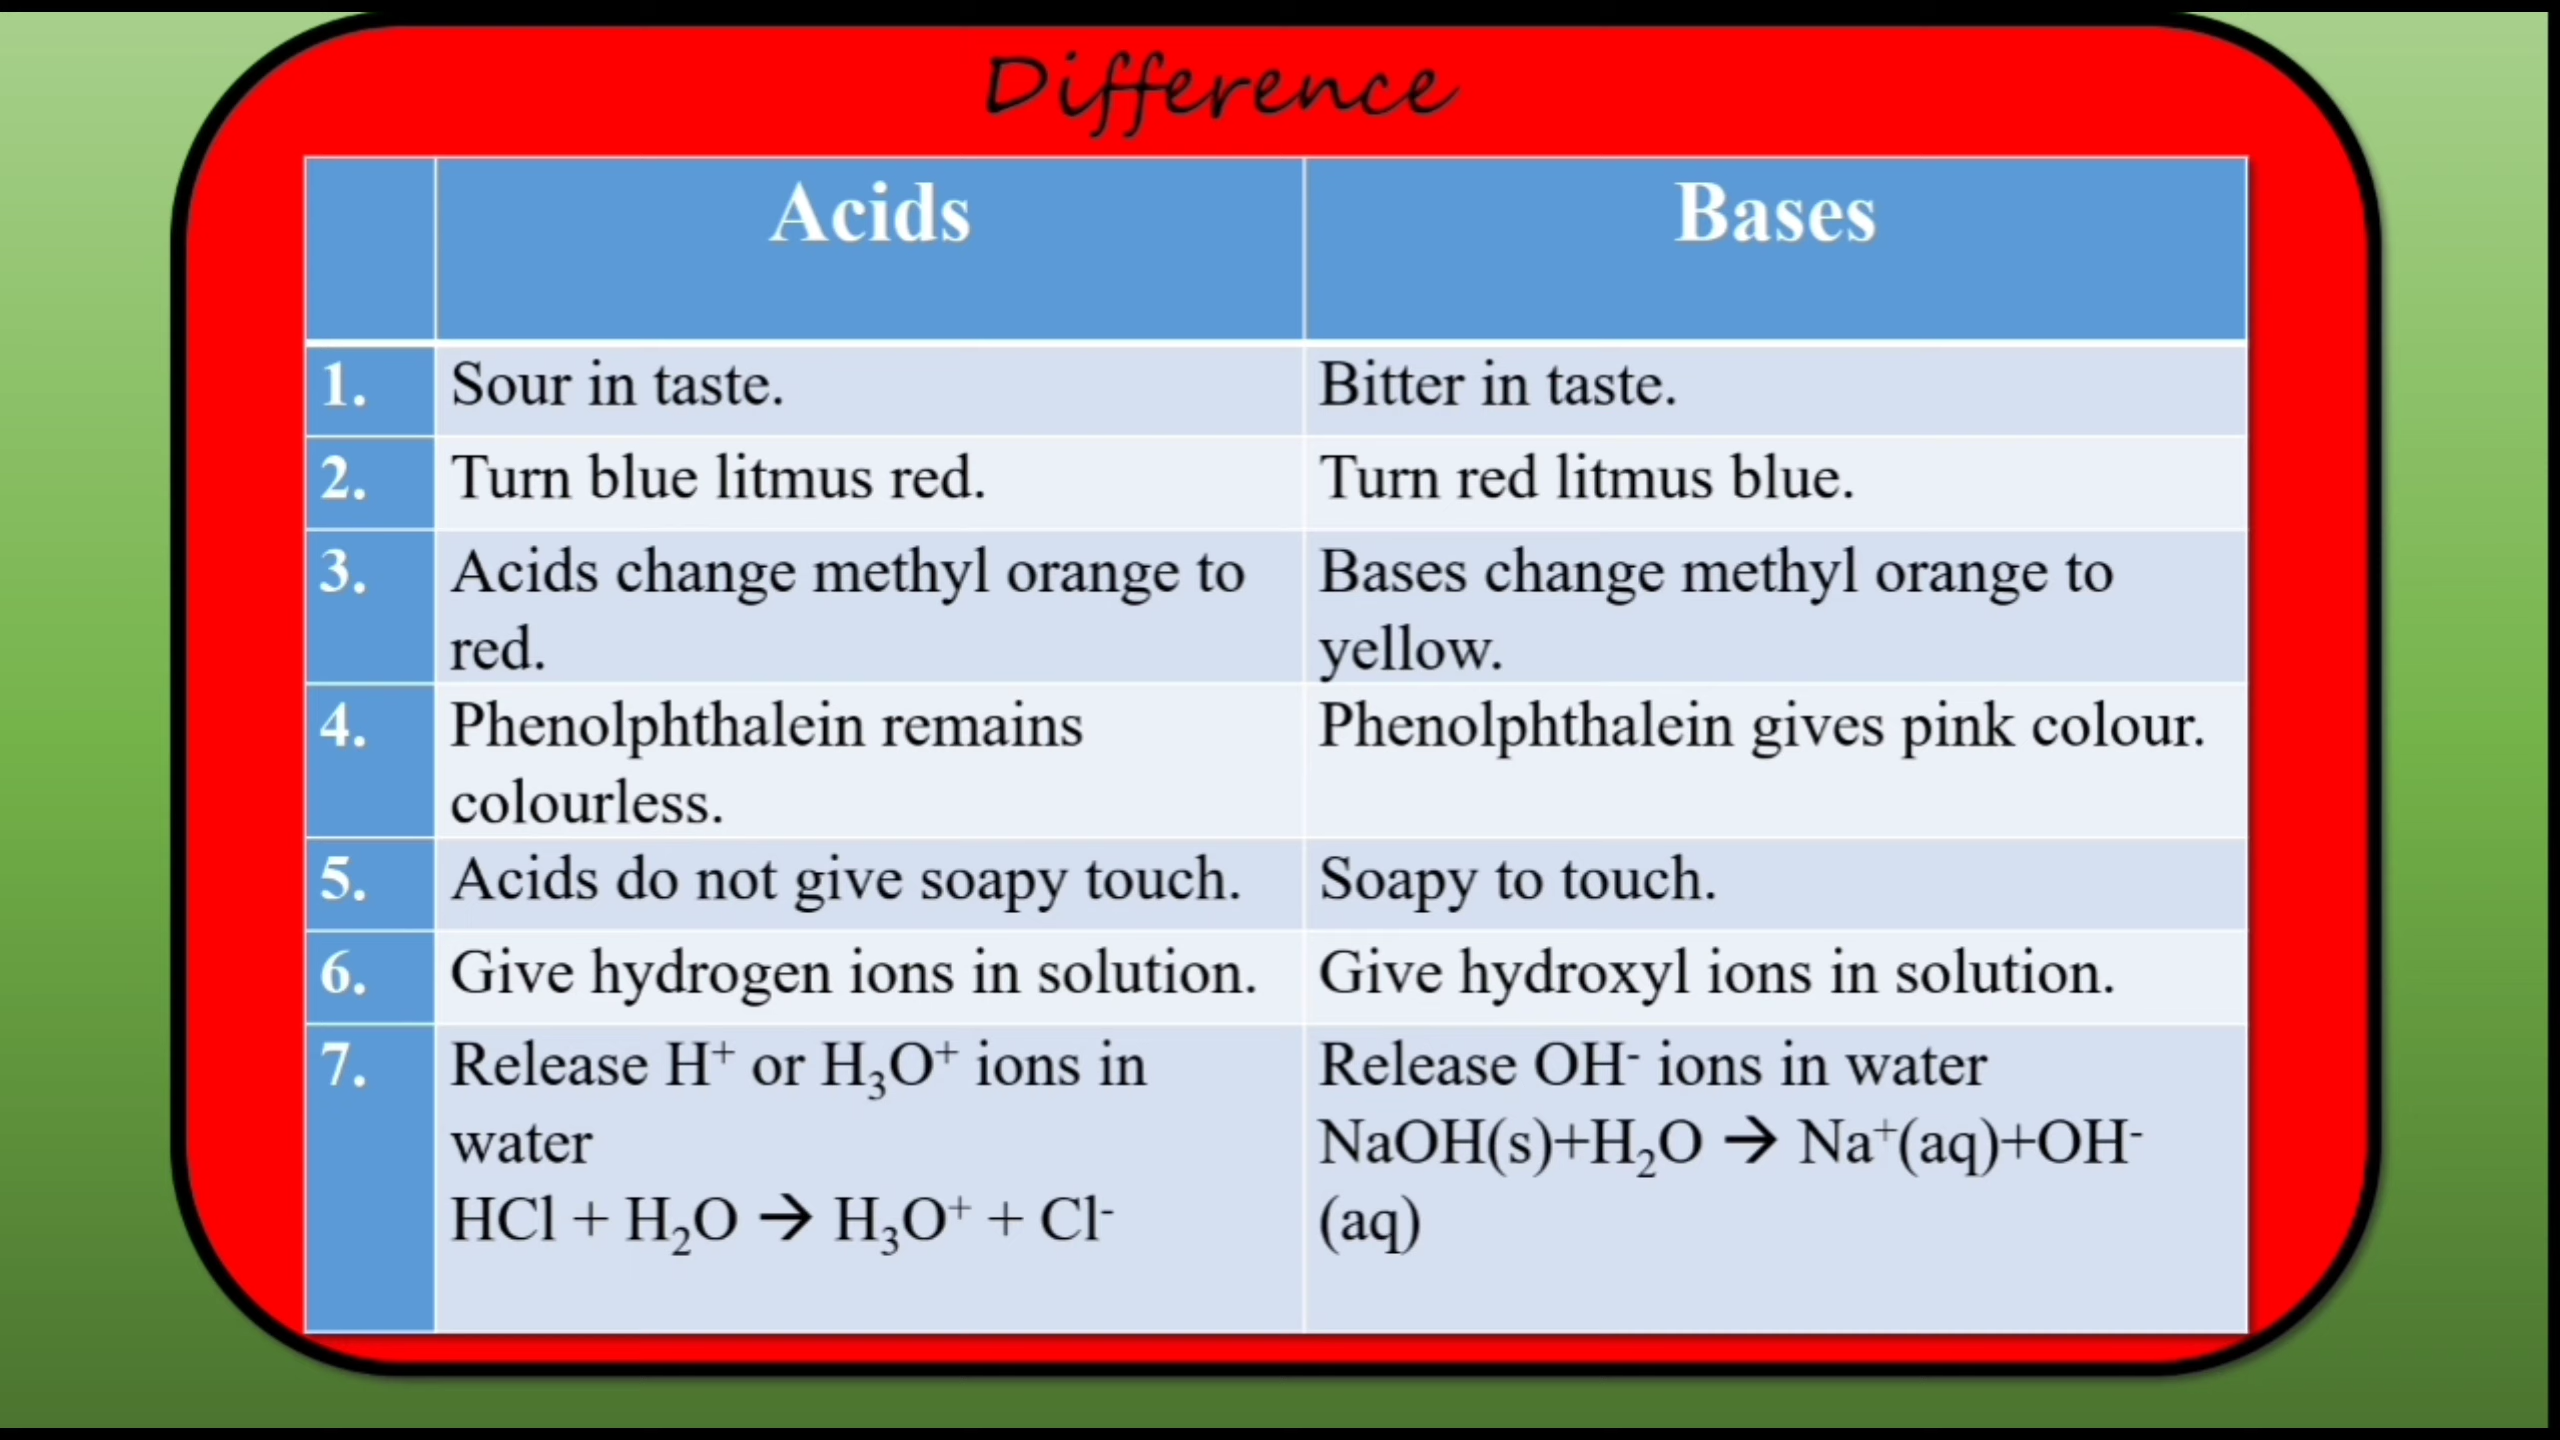 Difference
Acids
Bases
1.
Sour in taste.
Bitter in taste.
2.
Turn blue litmus red.
Turn red litmus blue.
3.
Acids change methyl orange to
red.
Bases change methyl orange to
yellow.
4.
Phenolphthalein remains
colourless.
Phenolphthalein gives pink colour.
5.
Acids do not give soapy touch.
Soapy to touch.
6.
Give hydrogen ions in solution.
Give hydroxyl ions in solution.
7.
Release H⁺ or H₃O⁺ ions in
water
HCl + H₂O → H₃O⁺ + Cl⁻
Release OH⁻ ions in water
NaOH(s)+H₂O → Na⁺(aq)+OH⁻
(aq)